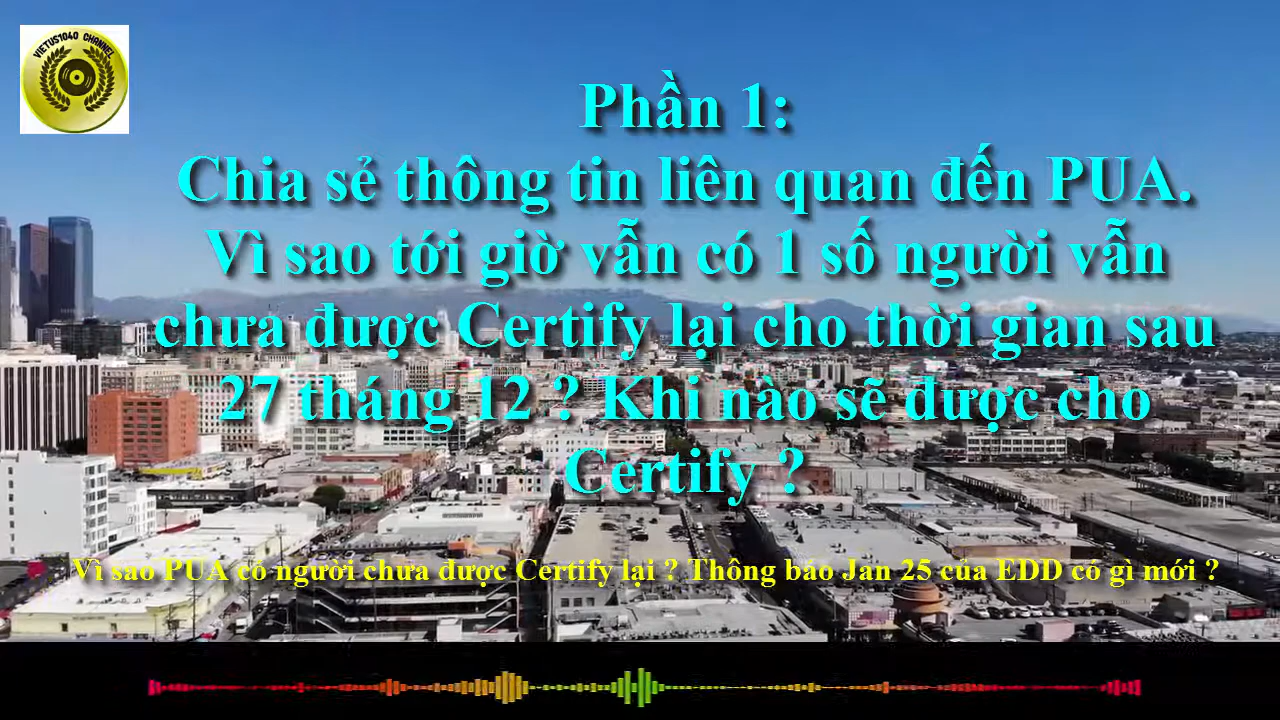 VIETUS1040 CHANNEL
Phần 1:
Chia sẻ thông tin liên quan đến PUA.
Vì sao tới giờ vẫn có 1 số người vẫn
chưa được Certify lại cho thời gian sau
27 tháng 12 ? Khi nào sẽ được cho
Certify ?
Vì sao PUA có người chưa được Certify lại ? Thông báo Jan 25 của EDD có gì mới ?